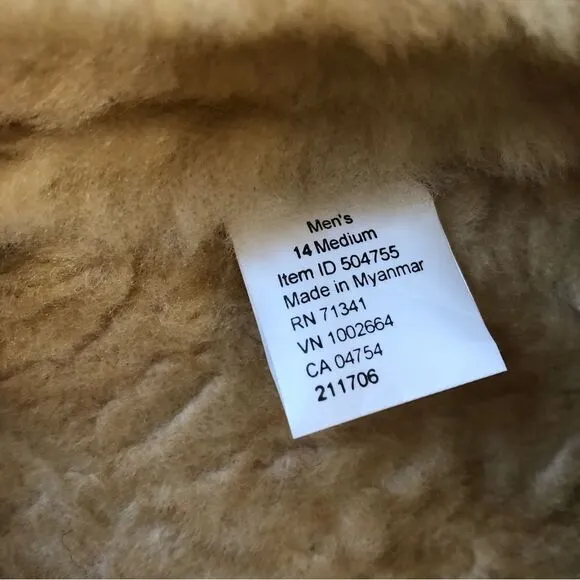 Men's
14 Medium
Item ID 504755
Made in Myanmar
RN 71341
VN 1002664
CA 04754
211706